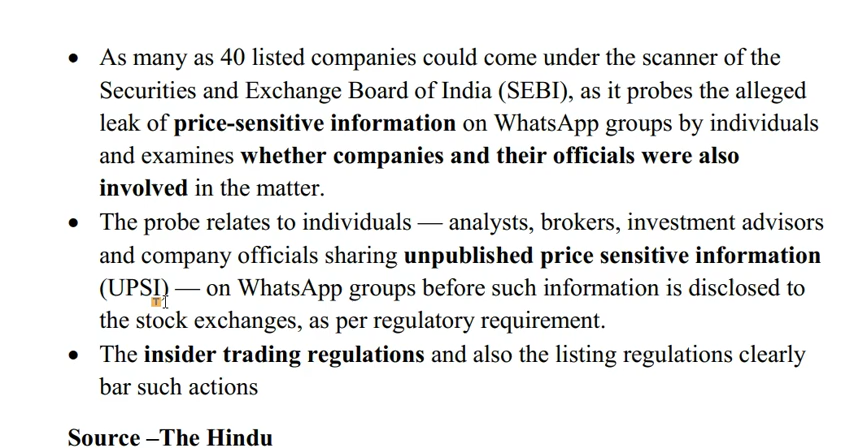 • As many as 40 listed companies could come under the scanner of the
Securities and Exchange Board of India (SEBI), as it probes the alleged
leak of price-sensitive information on WhatsApp groups by individuals
and examines whether companies and their officials were also
involved in the matter.
• The probe relates to individuals — analysts, brokers, investment advisors
and company officials sharing unpublished price sensitive information
(UPSI) — on WhatsApp groups before such information is disclosed to
the stock exchanges, as per regulatory requirement.
• The insider trading regulations and also the listing regulations clearly
bar such actions
Source –The Hindu